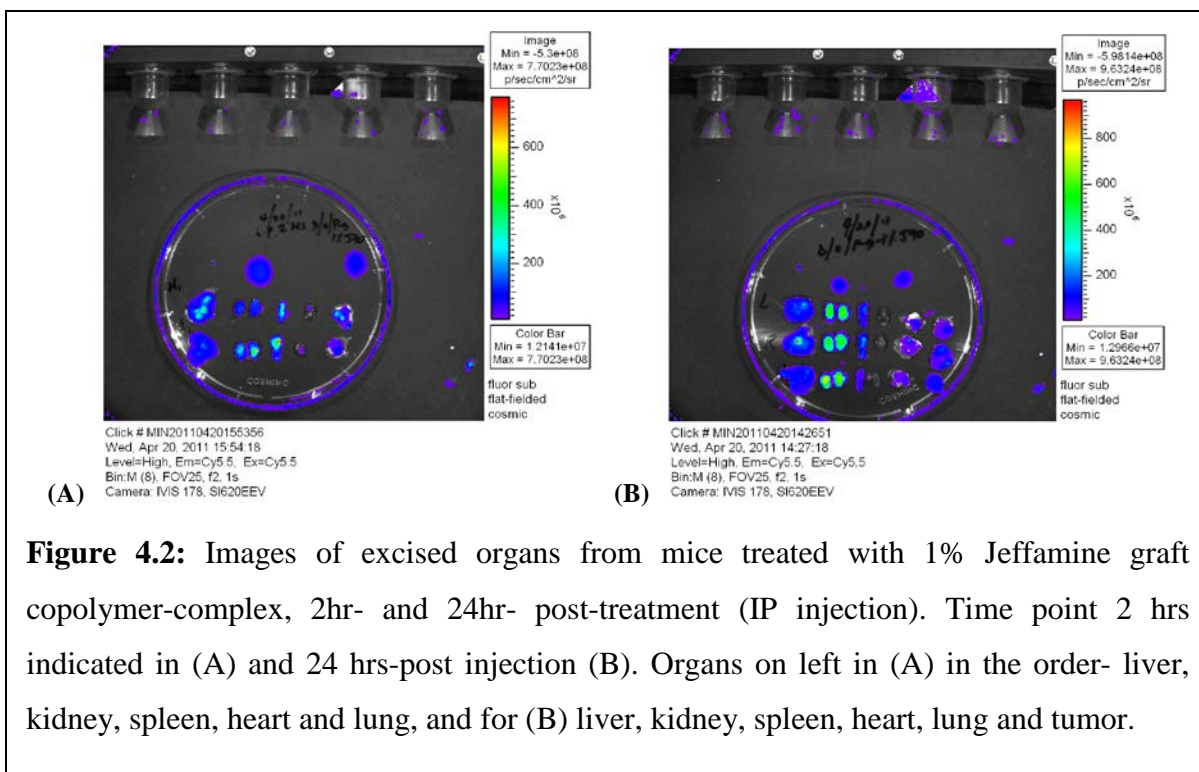 Image
Min = -5.3e+08
Max = 7.7023e+08
p/sec/cm^2/sr
600
400
200
x10^6
Color Bar
Min = 1.2141e+07
Max = 7.7023e+08
fluor sub
flat-fielded
cosmic
Click # MIN20110420155356
Wed, Apr 20, 2011 15:54:18
Level=High, Em=Cy5.5, Ex=Cy5.5
Bin:M (8), FOV25, f2, 1s
Camera: IVIS 178, SI620EEV
(A)
Image
Min = -5.9814e+08
Max = 9.6324e+08
p/sec/cm^2/sr
800
600
400
200
x10^6
Color Bar
Min = 1.2966e+07
Max = 9.6324e+08
fluor sub
flat-fielded
cosmic
L
Click # MIN20110420142651
Wed, Apr 20, 2011 14:27:18
Level=High, Em=Cy5.5, Ex=Cy5.5
Bin:M (8), FOV25, f2, 1s
Camera: IVIS 178, SI620EEV
(B)
Figure 4.2: Images of excised organs from mice treated with 1% Jeffamine graft
copolymer-complex, 2hr- and 24hr- post-treatment (IP injection). Time point 2 hrs
indicated in (A) and 24 hrs-post injection (B). Organs on left in (A) in the order- liver,
kidney, spleen, heart and lung, and for (B) liver, kidney, spleen, heart, lung and tumor.